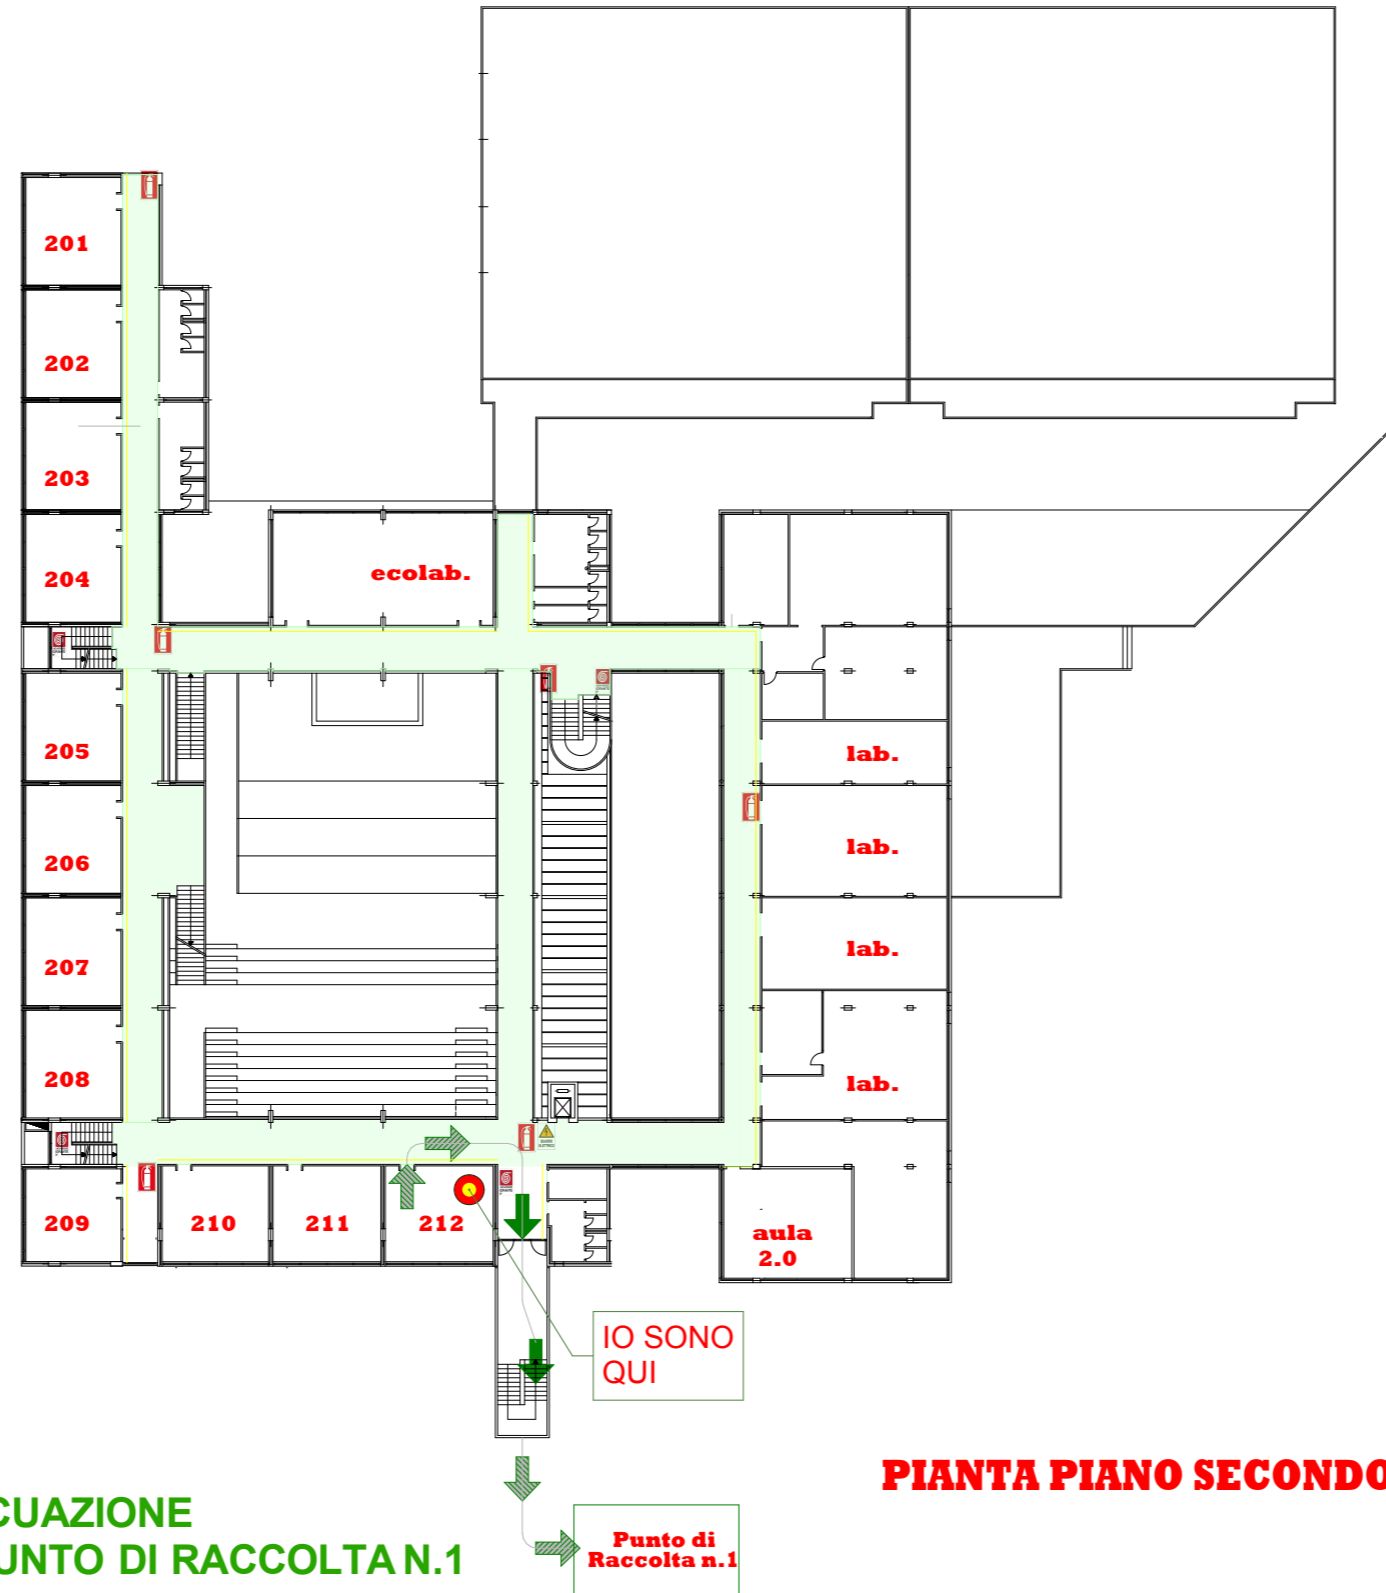 201
202
203
204
ecolab.
205
lab.
206
lab.
207
lab.
208
lab.
209
210
211
212
aula
2.0
IO SONO
QUI
PIANTA PIANO SECONDO
CUAZIONE
UNTO DI RACCOLTA N.1
Punto di
Raccolta n.1